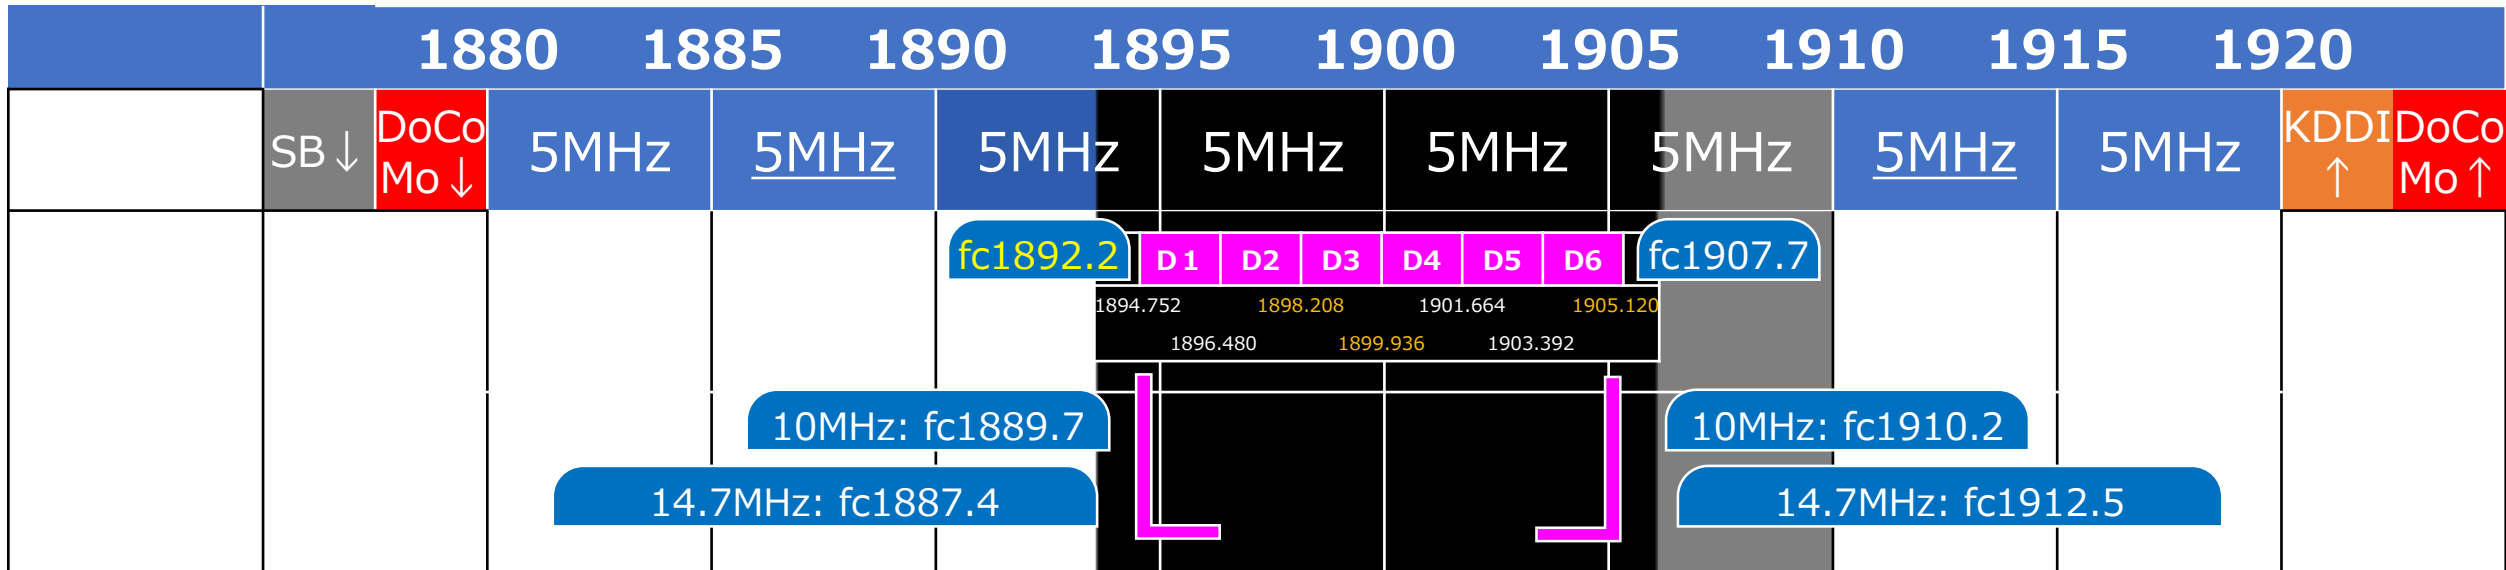 1880 1885 1890 1895 1900 1905 1910 1915 1920
SB↓ DoCo 5MHz 5MHz 5MHz 5MHz 5MHz 5MHz 5MHz 5MHz KDDI DoCo
Mo↓ ↑ Mo↑
fc1892.2 D1 D2 D3 D4 D5 D6 fc1907.7
1894.752 1898.208 1901.664 1905.120
1896.480 1899.936 1903.392
10MHz: fc1889.7 10MHz: fc1910.2
14.7MHz: fc1887.4 14.7MHz: fc1912.5